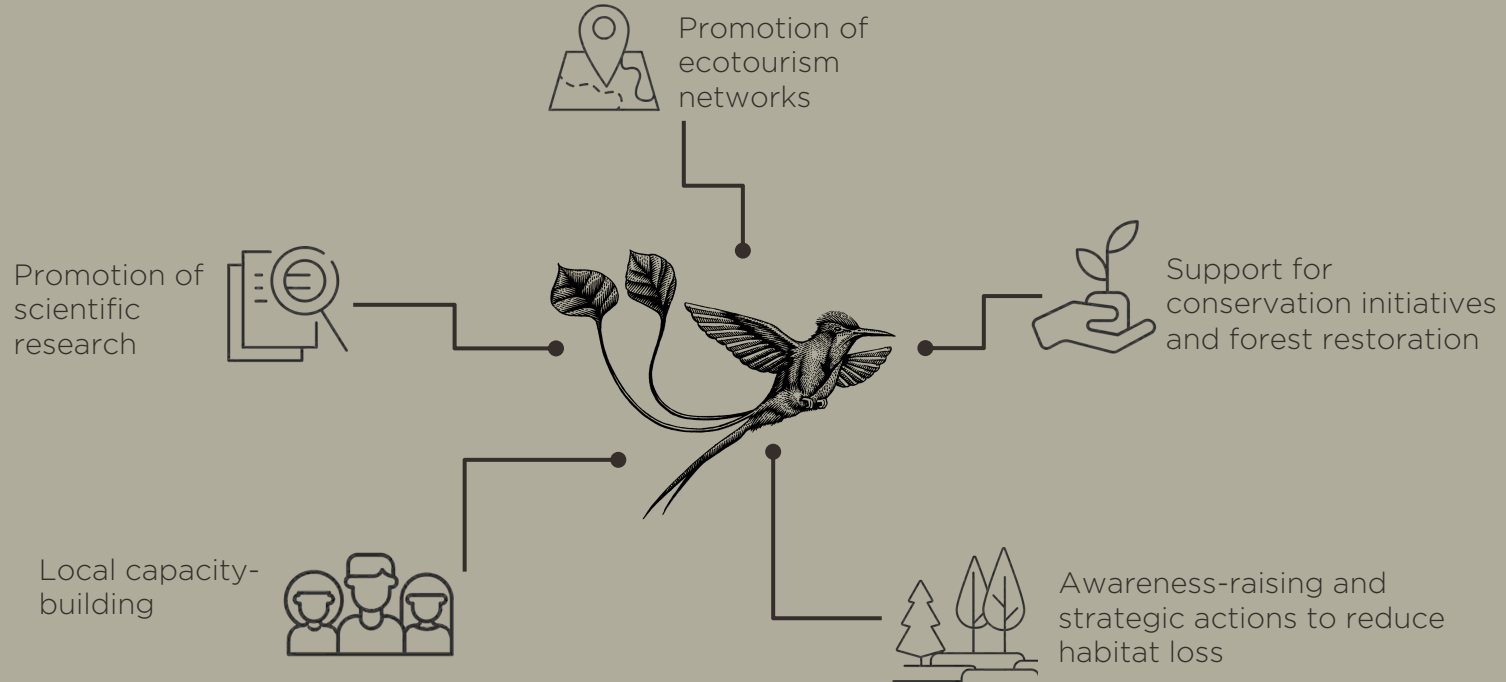 Promotion of
ecotourism
networks
Promotion of
scientific
research
Support for
conservation initiatives
and forest restoration
Local capacity-
building
Awareness-raising and
strategic actions to reduce
habitat loss